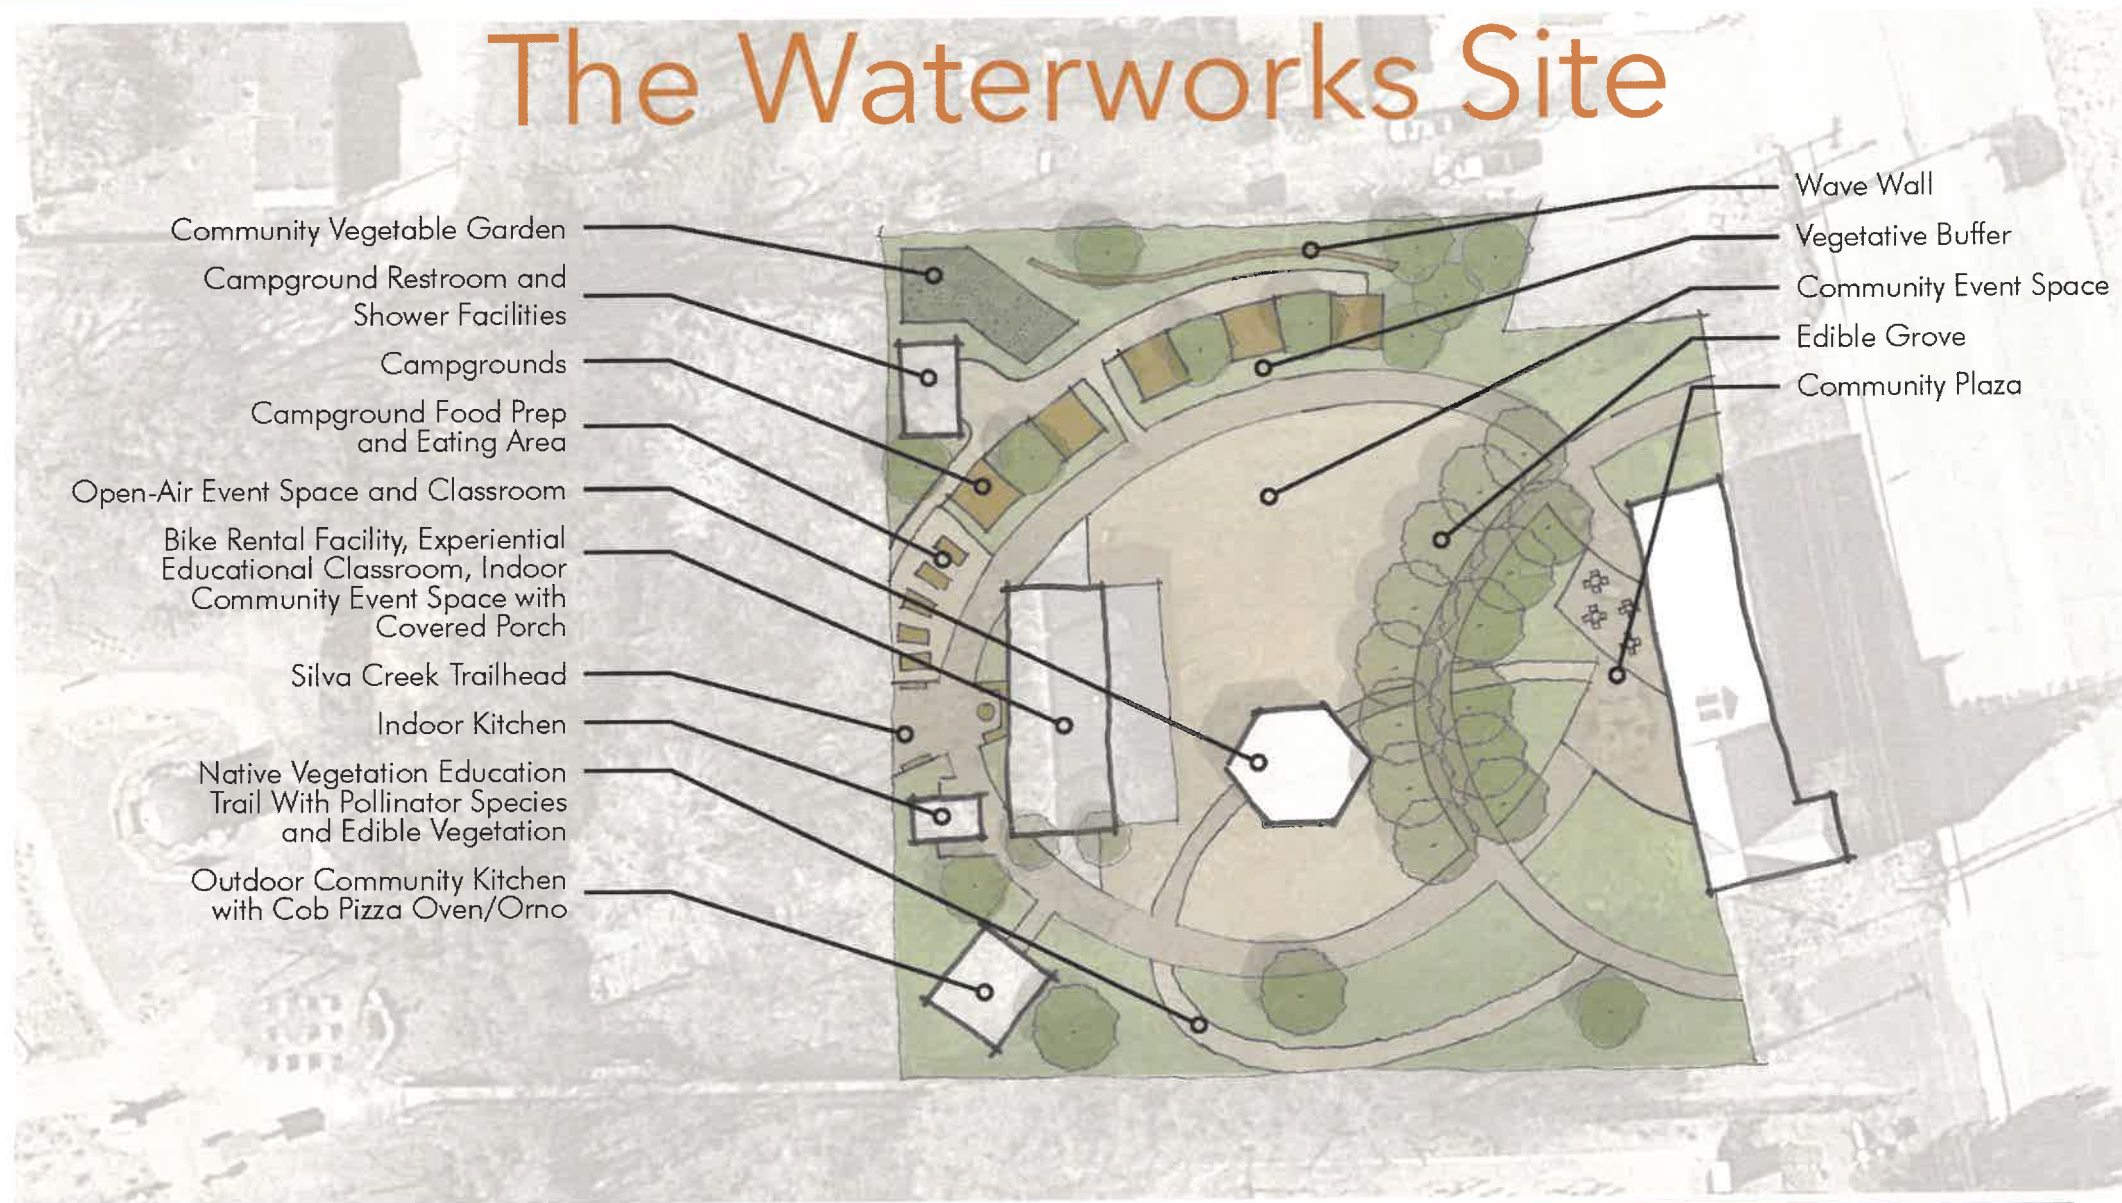 The Waterworks Site
Community Vegetable Garden
Campground Restroom and
Shower Facilities
Campgrounds
Campground Food Prep
and Eating Area
Open-Air Event Space and Classroom
Bike Rental Facility, Experiential
Educational Classroom, Indoor
Community Event Space with
Covered Porch
Silva Creek Trailhead
Indoor Kitchen
Native Vegetation Education
Trail With Pollinator Species
and Edible Vegetation
Outdoor Community Kitchen
with Cob Pizza Oven/Orno
Wave Wall
Vegetative Buffer
Community Event Space
Edible Grove
Community Plaza